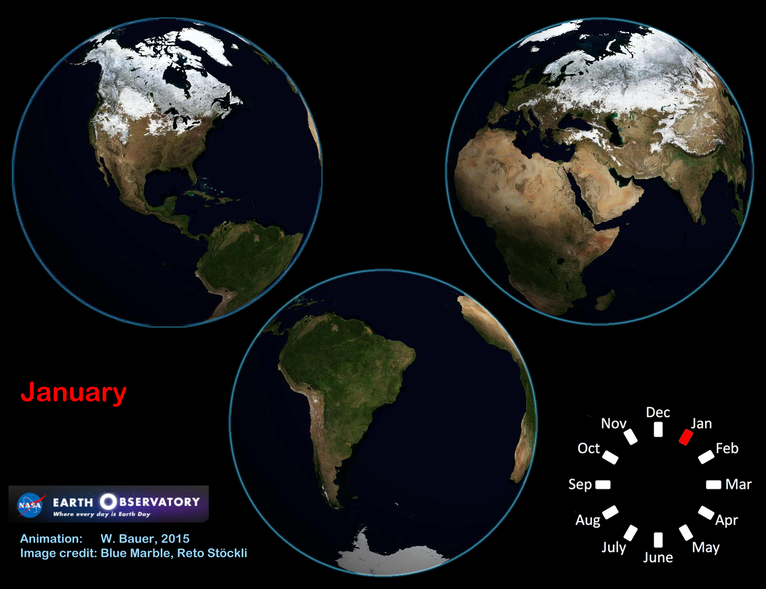 January
Dec
Nov
Jan
Oct
Feb
Sep
Mar
Aug
Apr
July
May
June
NASA
EARTH OBSERVATORY
Where every day is Earth Day
Animation: W. Bauer, 2015
Image credit: Blue Marble, Reto Stöckli